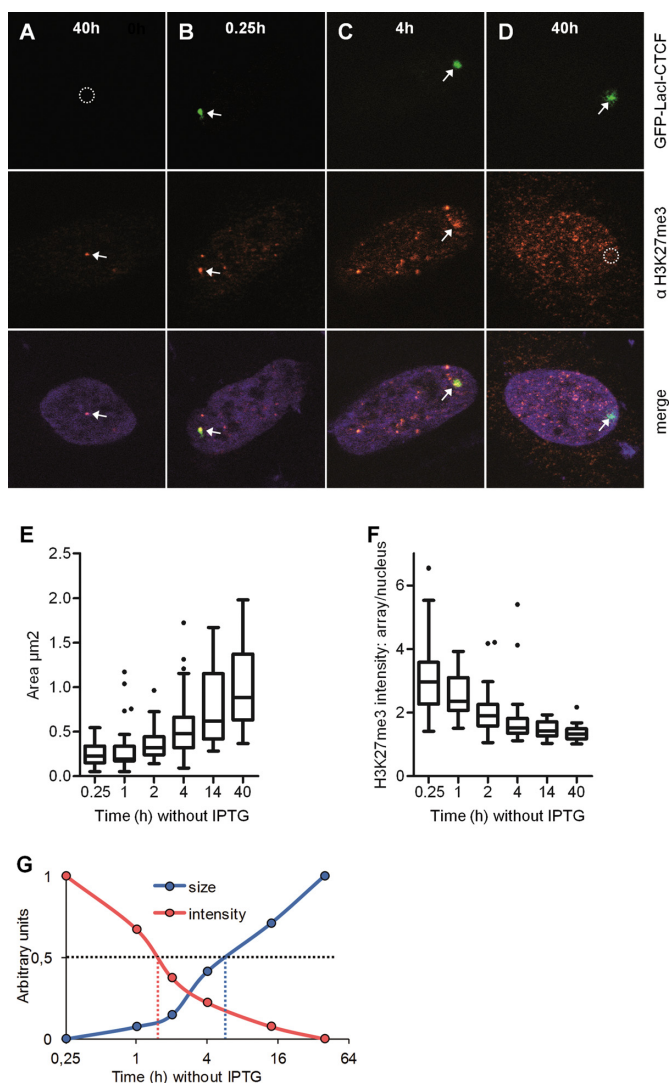 A
40h
0h
B
0.25h
C
4h
D
40h
GFP-LacI-CTCF
α H3K27me3
merge
E
2.5
2.0
1.5
1.0
0.5
0.0
Area µm2
0.25 1 2 4 14 40
Time (h) without IPTG
F
6
4
2
0
H3K27me3 intensity: array/nucleus
0.25 1 2 4 14 40
Time (h) without IPTG
G
1
0,5
0
Arbitrary units
size
intensity
0,25 1 4 16 64
Time (h) without IPTG